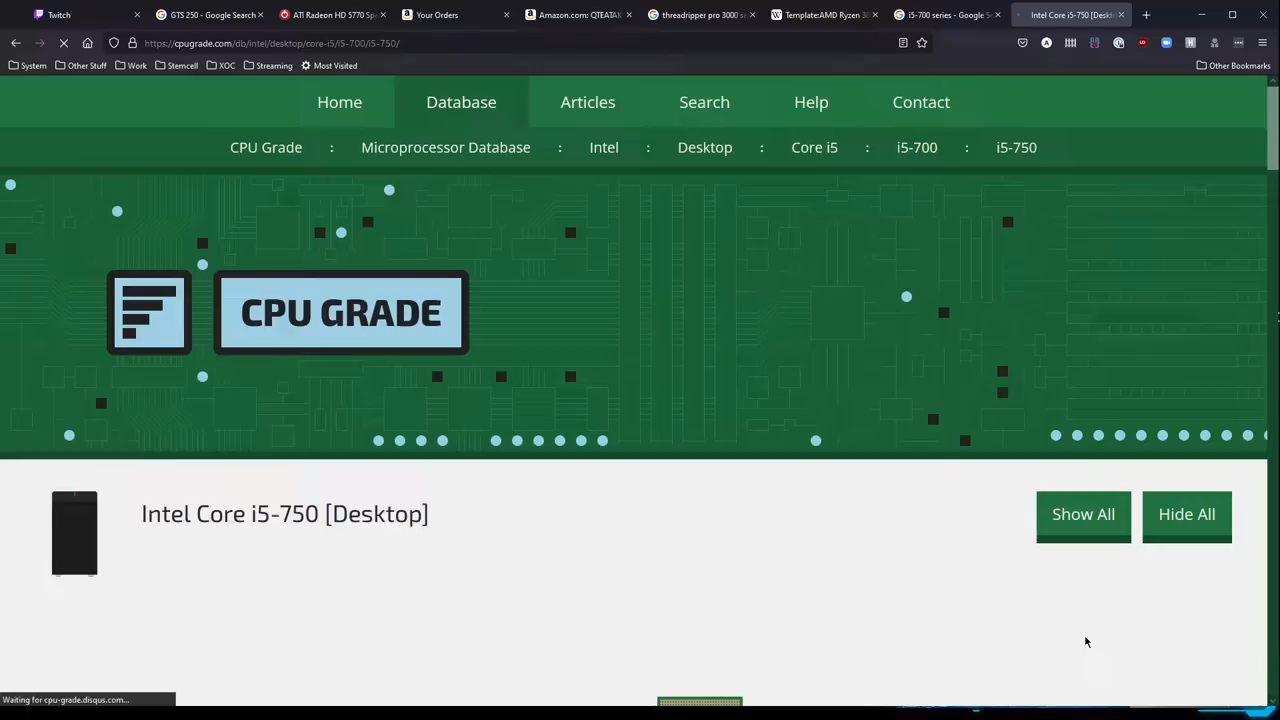 Twitch
GTS 250 - Google Search
ATI Radeon HD 5770 Spe
Your Orders
Amazon.com: QTEATAK
threadripper pro 3000 se
Template:AMD Ryzen 3
i5-700 series - Google Se
Intel Core i5-750 [Deskt
https://cpugrade.com/db/intel/desktop/core-i5/i5-700/i5-750/
System
Other Stuff
Work
Stemcell
XOC
Streaming
Most Visited
Other Bookmarks
Home
Database
Articles
Search
Help
Contact
CPU Grade : Microprocessor Database : Intel : Desktop : Core i5 : i5-700 : i5-750
CPU GRADE
Intel Core i5-750 [Desktop]
Show All
Hide All
Waiting for cpu-grade.disqus.com...